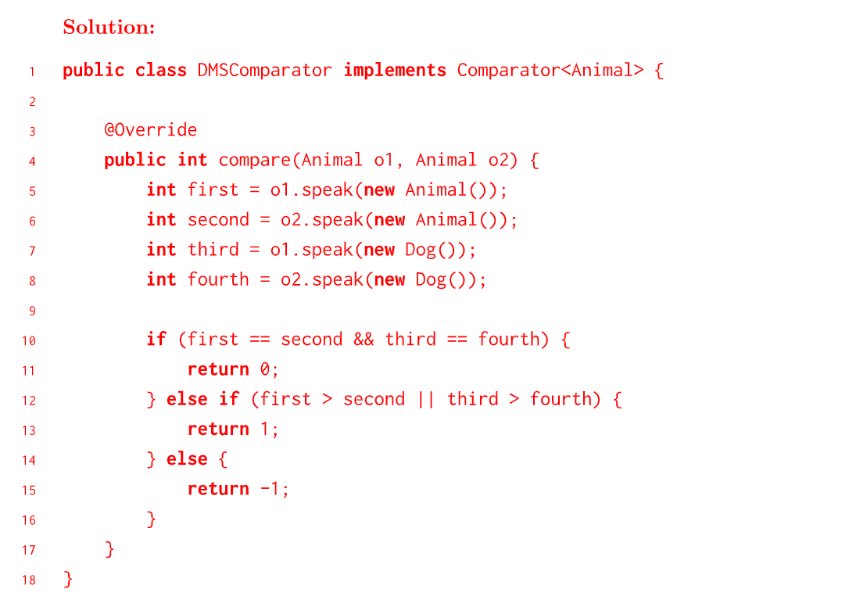 Solution:
1 public class DMSComparator implements Comparator<Animal> {
2
3 @Override
4 public int compare(Animal o1, Animal o2) {
5 int first = o1.speak(new Animal());
6 int second = o2.speak(new Animal());
7 int third = o1.speak(new Dog());
8 int fourth = o2.speak(new Dog());
9
10 if (first == second && third == fourth) {
11 return 0;
12 } else if (first > second || third > fourth) {
13 return 1;
14 } else {
15 return -1;
16 }
17 }
18 }